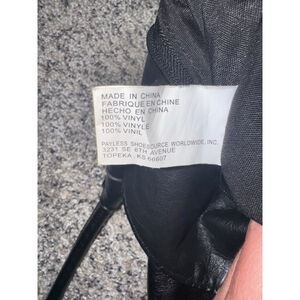 MADE IN CHINA
FABRIQUE EN CHINE
HECHO EN CHINA
100% VINYL
100% VINYLE
100% VINIL
PAYLESS SHOESOURCE WORLDWIDE, INC.
3231 SE 6TH AVENUE
TOPEKA, KS 66607